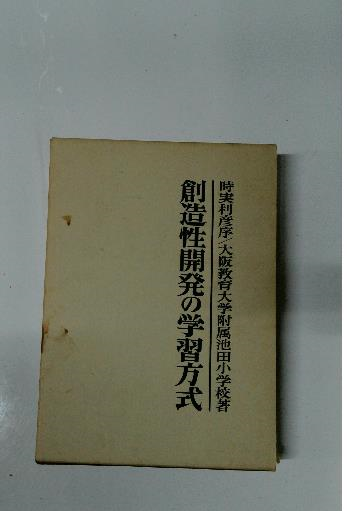 時実利彦序/大阪教育大学附属池田小学校著
創造性開発の学習方式